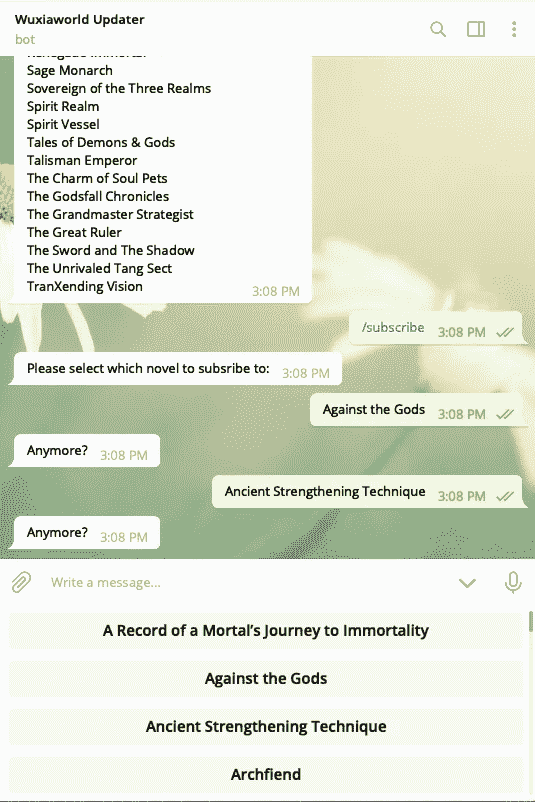 Wuxiaworld Updater
bot
Renegade Immortal
Sage Monarch
Sovereign of the Three Realms
Spirit Realm
Spirit Vessel
Tales of Demons & Gods
Talisman Emperor
The Charm of Soul Pets
The Godsfall Chronicles
The Grandmaster Strategist
The Great Ruler
The Sword and The Shadow
The Unrivaled Tang Sect
TranXending Vision 3:08 PM
/subscribe 3:08 PM
Please select which novel to subsribe to: 3:08 PM
Against the Gods 3:08 PM
Anymore? 3:08 PM
Ancient Strengthening Technique 3:08 PM
Anymore? 3:08 PM
Write a message...
A Record of a Mortal’s Journey to Immortality
Against the Gods
Ancient Strengthening Technique
Archfiend